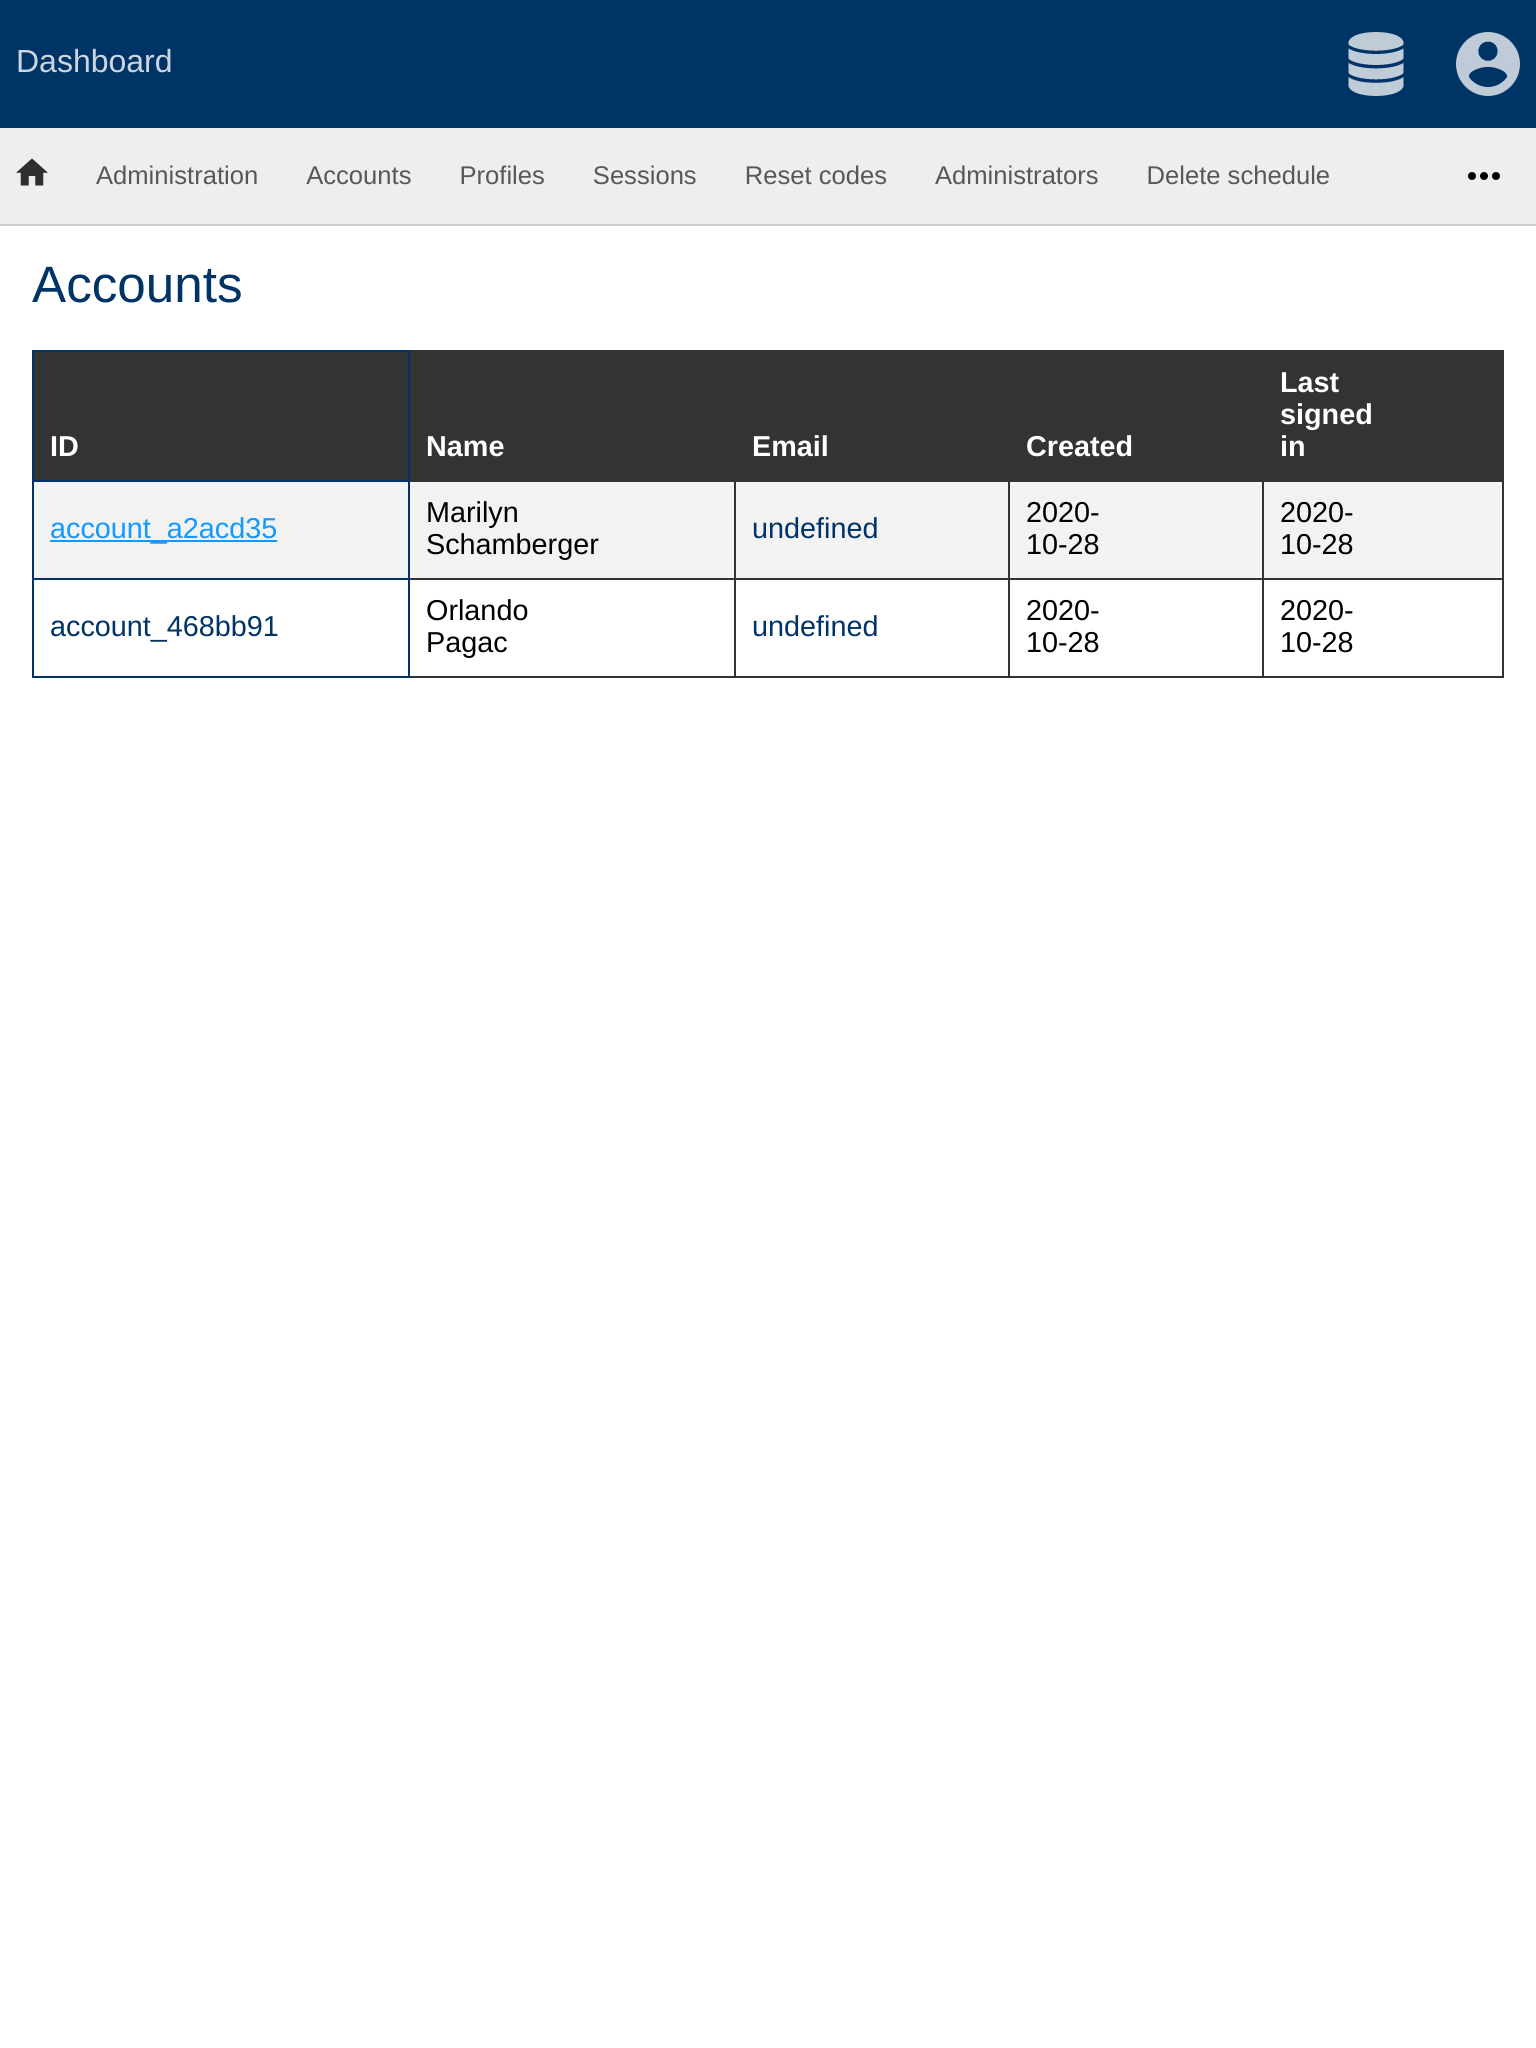 Dashboard
Administration Accounts Profiles Sessions Reset codes Administrators Delete schedule
Accounts
ID Name Email Created Last signed in
account_a2acd35 Marilyn Schamberger undefined 2020-10-28 2020-10-28
account_468bb91 Orlando Pagac undefined 2020-10-28 2020-10-28